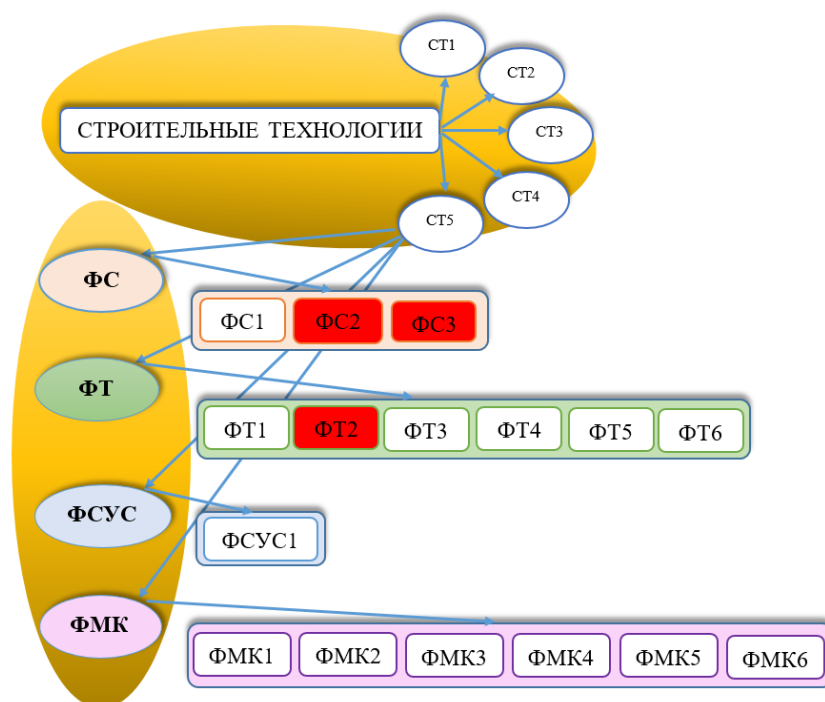 СТ1
СТ2
СТРОИТЕЛЬНЫЕ ТЕХНОЛОГИИ
СТ3
СТ4
СТ5
ФС
ФС1 ФС2 ФС3
ФТ
ФТ1 ФТ2 ФТ3 ФТ4 ФТ5 ФТ6
ФСУС
ФСУС1
ФМК
ФМК1 ФМК2 ФМК3 ФМК4 ФМК5 ФМК6